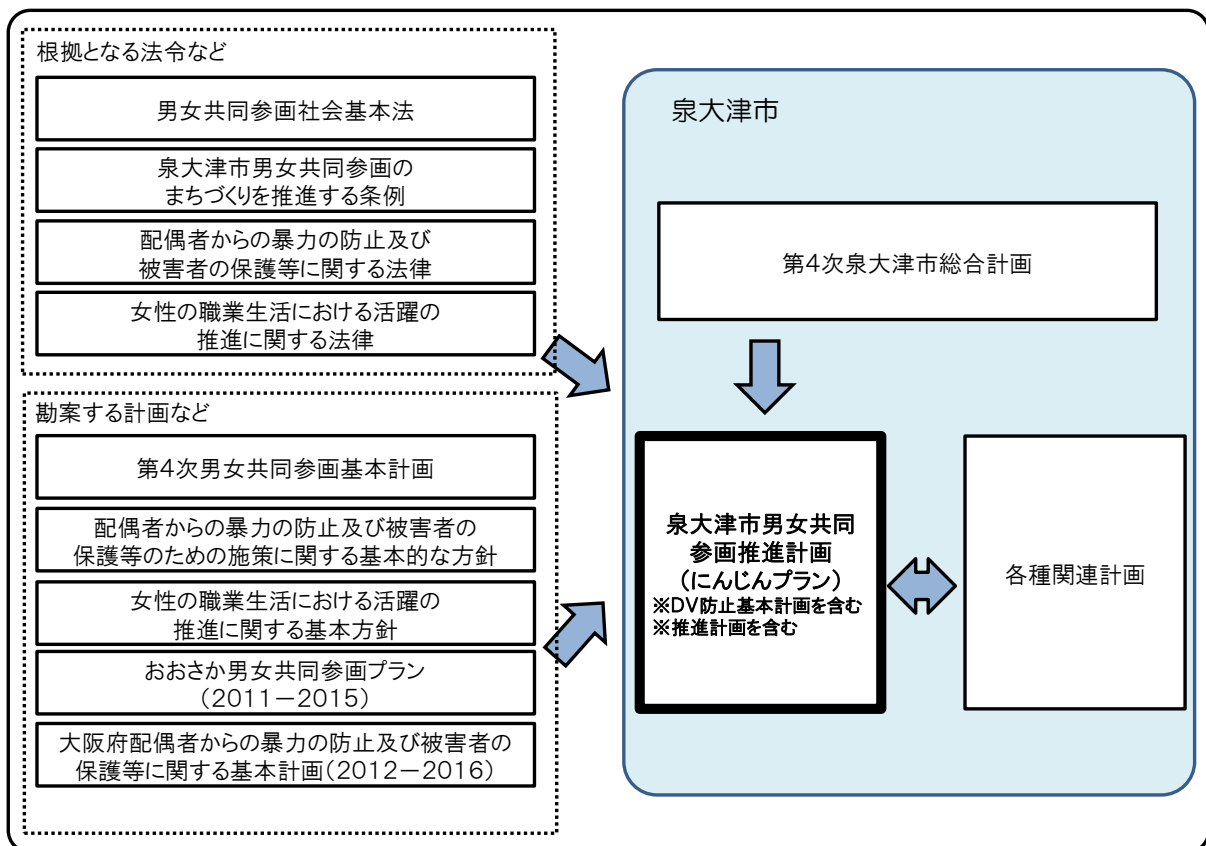 根拠となる法令など
男女共同参画社会基本法
泉大津市男女共同参画の
まちづくりを推進する条例
配偶者からの暴力の防止及び
被害者の保護等に関する法律
女性の職業生活における活躍の
推進に関する法律
勘案する計画など
第4次男女共同参画基本計画
配偶者からの暴力の防止及び被害者の
保護等のための施策に関する基本的な方針
女性の職業生活における活躍の
推進に関する基本方針
おおさか男女共同参画プラン
(2011-2015)
大阪府配偶者からの暴力の防止及び被害者の
保護等に関する基本計画(2012-2016)
泉大津市
第4次泉大津市総合計画
泉大津市男女共同
参画推進計画
(にんじんプラン)
※DV防止基本計画を含む
※推進計画を含む
各種関連計画